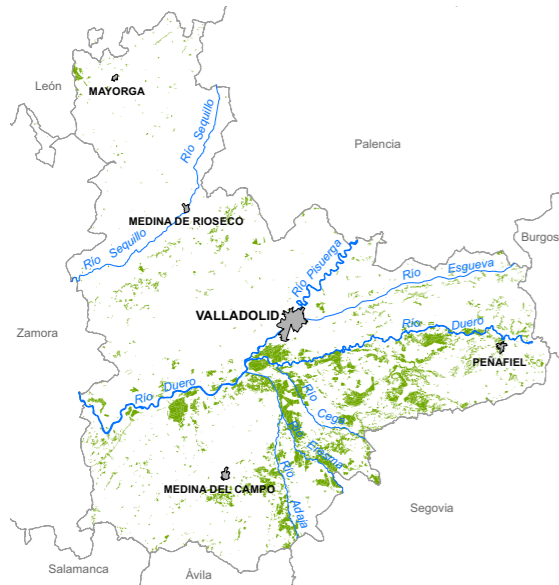 León
MAYORGA
Río Sequillo
Palencia
MEDINA DE RIOSECO
Río Sequillo
Burgos
Río Pisuerga
Río Esgueva
VALLADOLID
Zamora
Río Duero
PEÑAFIEL
Río Duero
Río Cega
Río Eresma
Río Adaja
MEDINA DEL CAMPO
Segovia
Salamanca
Ávila